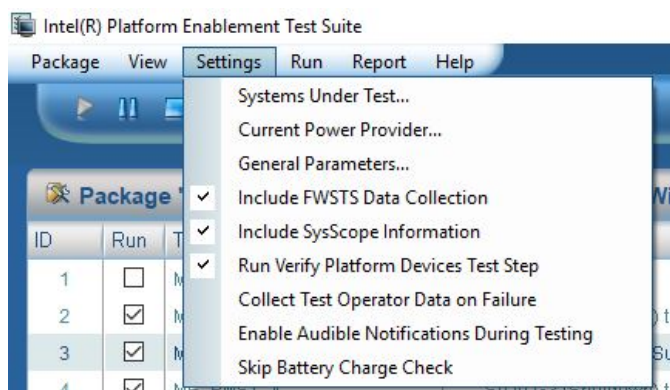 Intel(R) Platform Enablement Test Suite
Package View Settings Run Report Help
Systems Under Test...
Current Power Provider...
General Parameters...
Package '
Include FWSTS Data Collection
ID Run T
Include SysScope Information
1
Run Verify Platform Devices Test Step
2
Collect Test Operator Data on Failure
3
Enable Audible Notifications During Testing
4
Skip Battery Charge Check